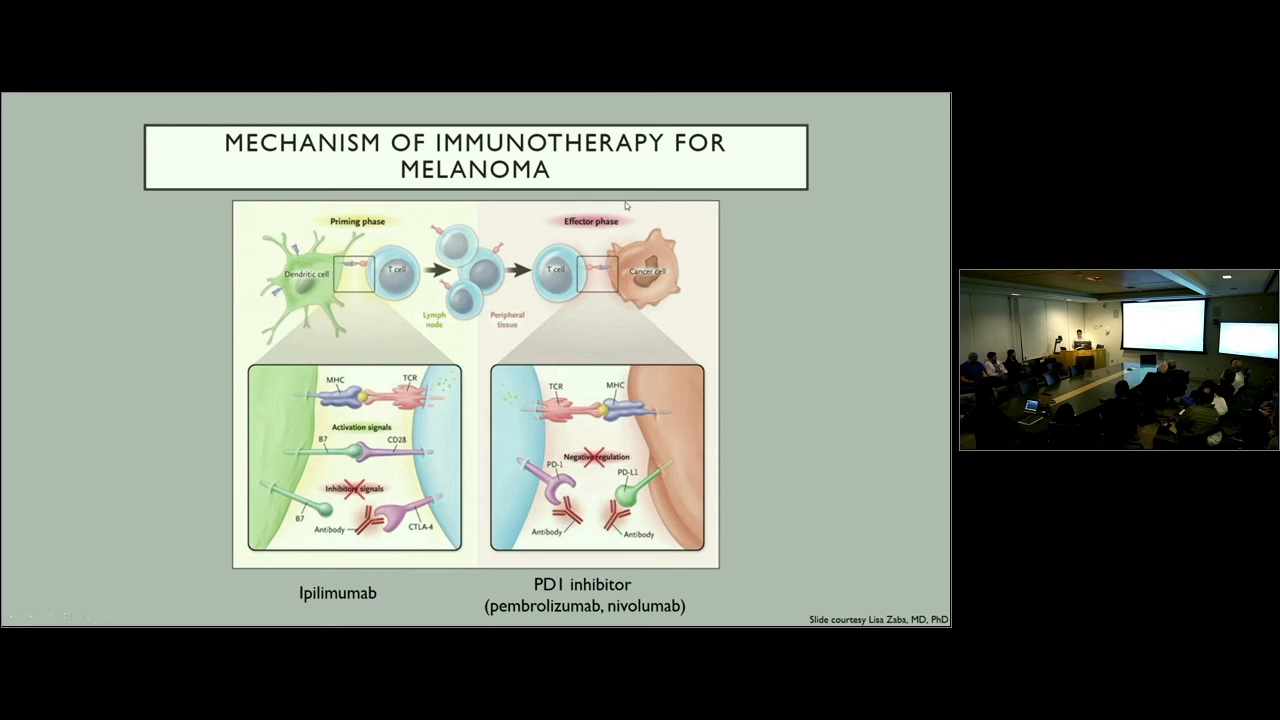 MECHANISM OF IMMUNOTHERAPY FOR
MELANOMA
Priming phase
Effector phase
Dendritic cell
T cell
T cell
Cancer cell
Lymph
node
Peripheral
tissue
MHC
TCR
Activation signals
B7
CD28
Inhibitory signals
B7
Antibody
CTLA-4
TCR
MHC
Negative regulation
PD-1
PD-L1
Antibody
Antibody
Ipilimumab
PD1 inhibitor
(pembrolizumab, nivolumab)
Slide courtesy Lisa Zaba, MD, PhD